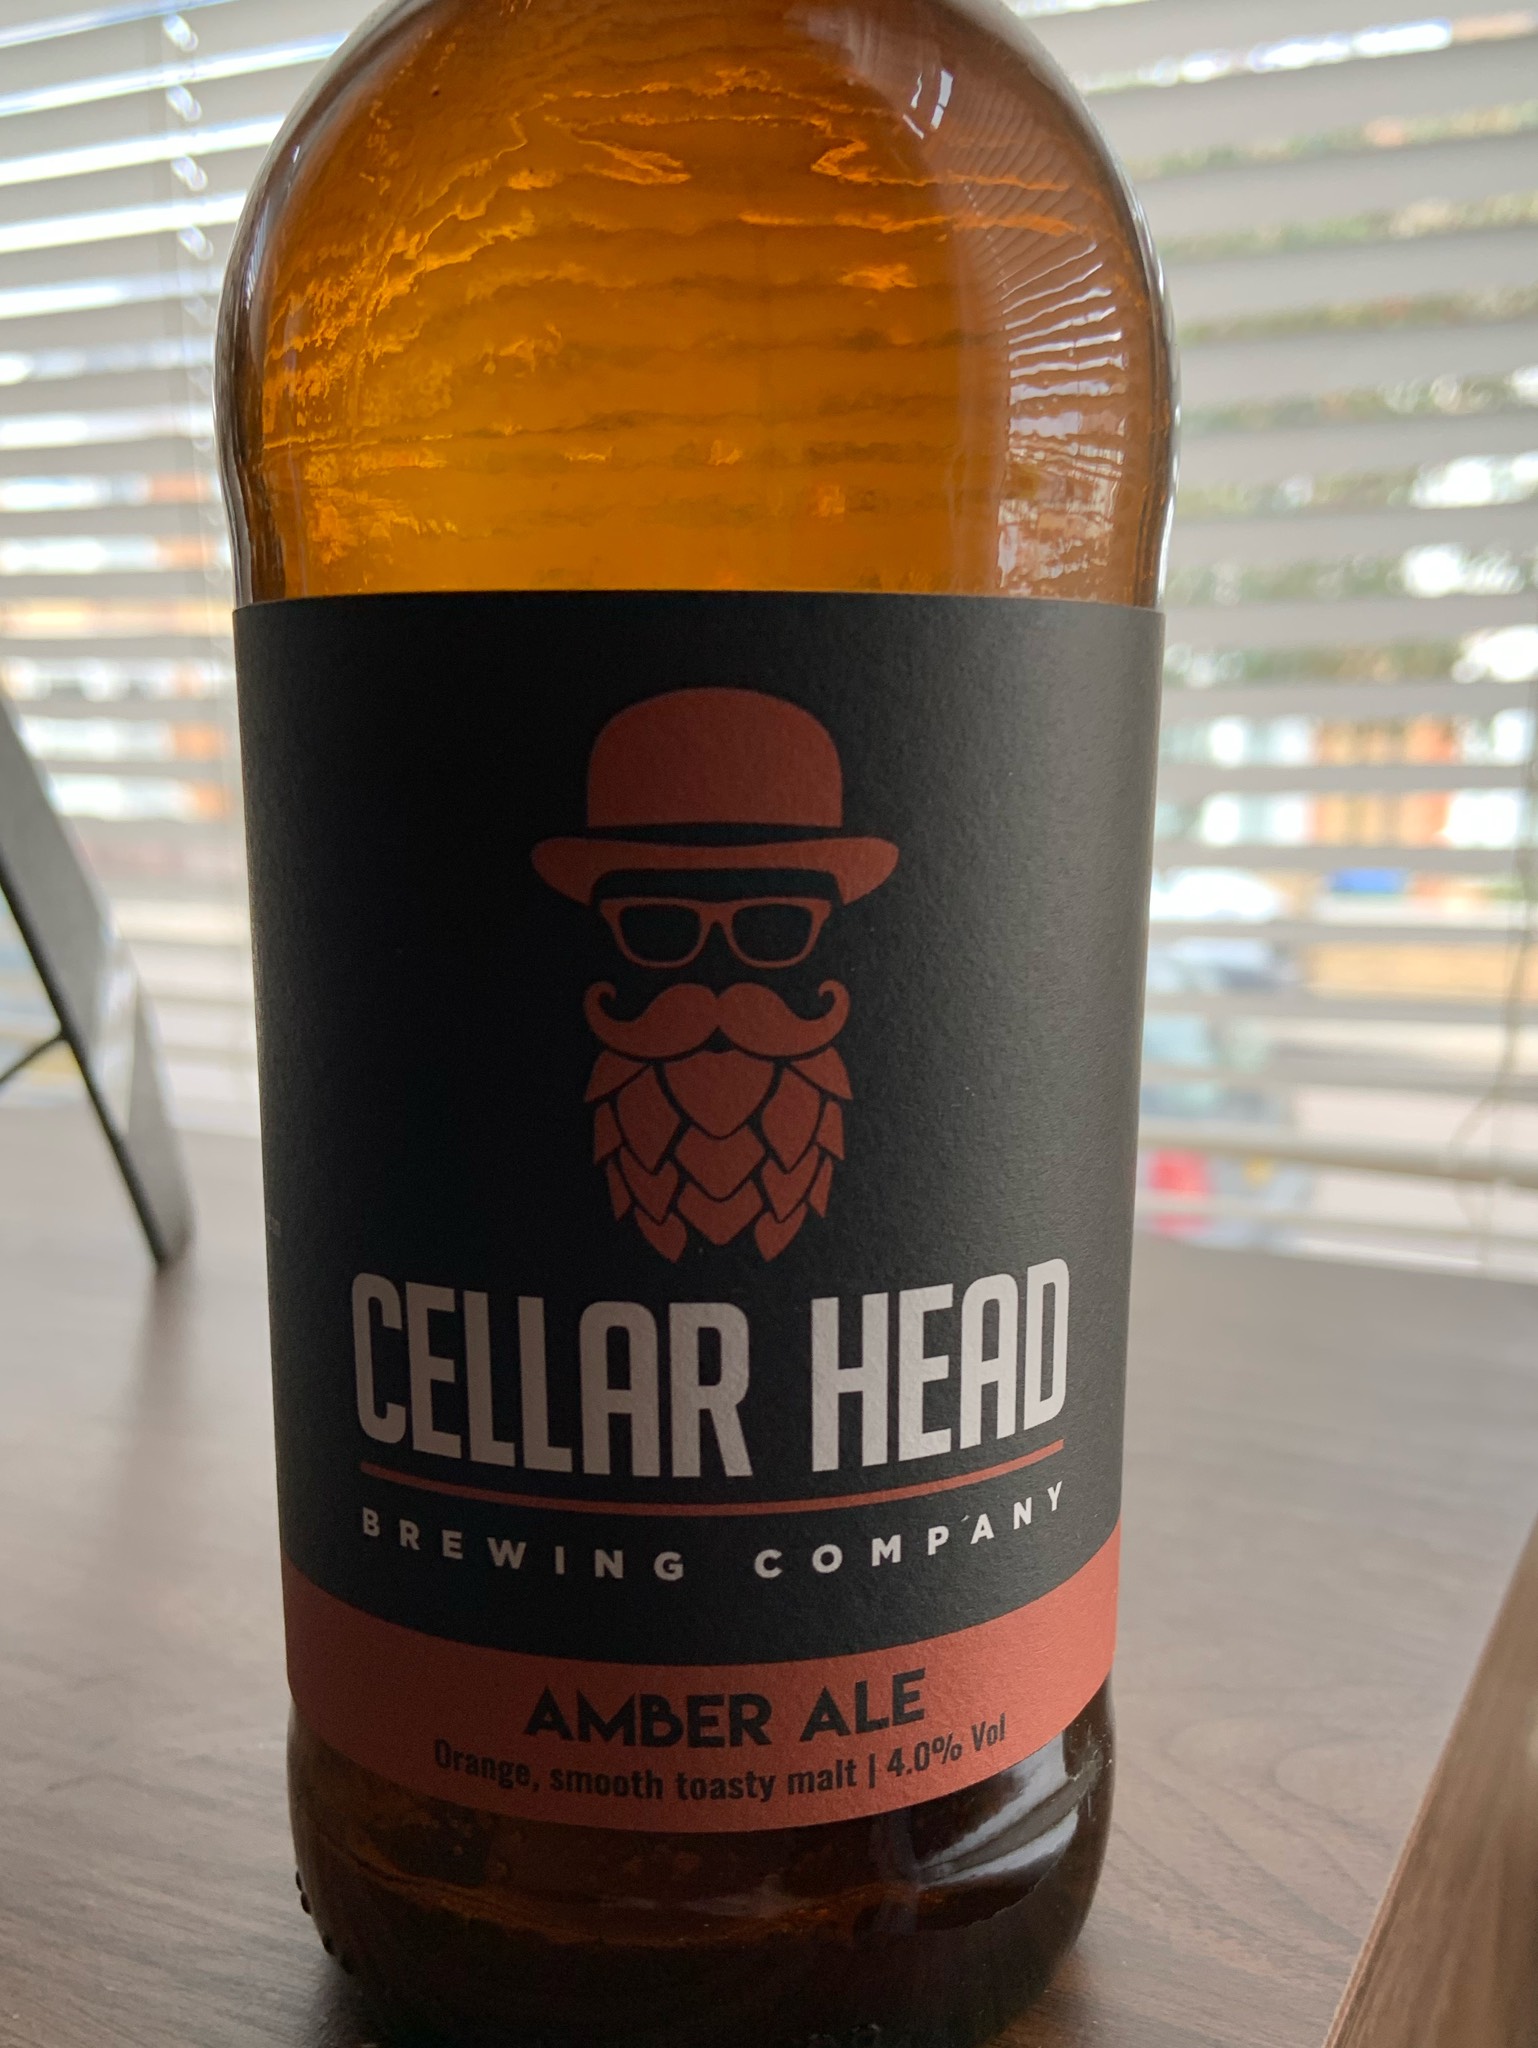 CELLAR HEAD
BREWING COMPANY
AMBER ALE
Orange, smooth toasty malt | 4.0% Vol